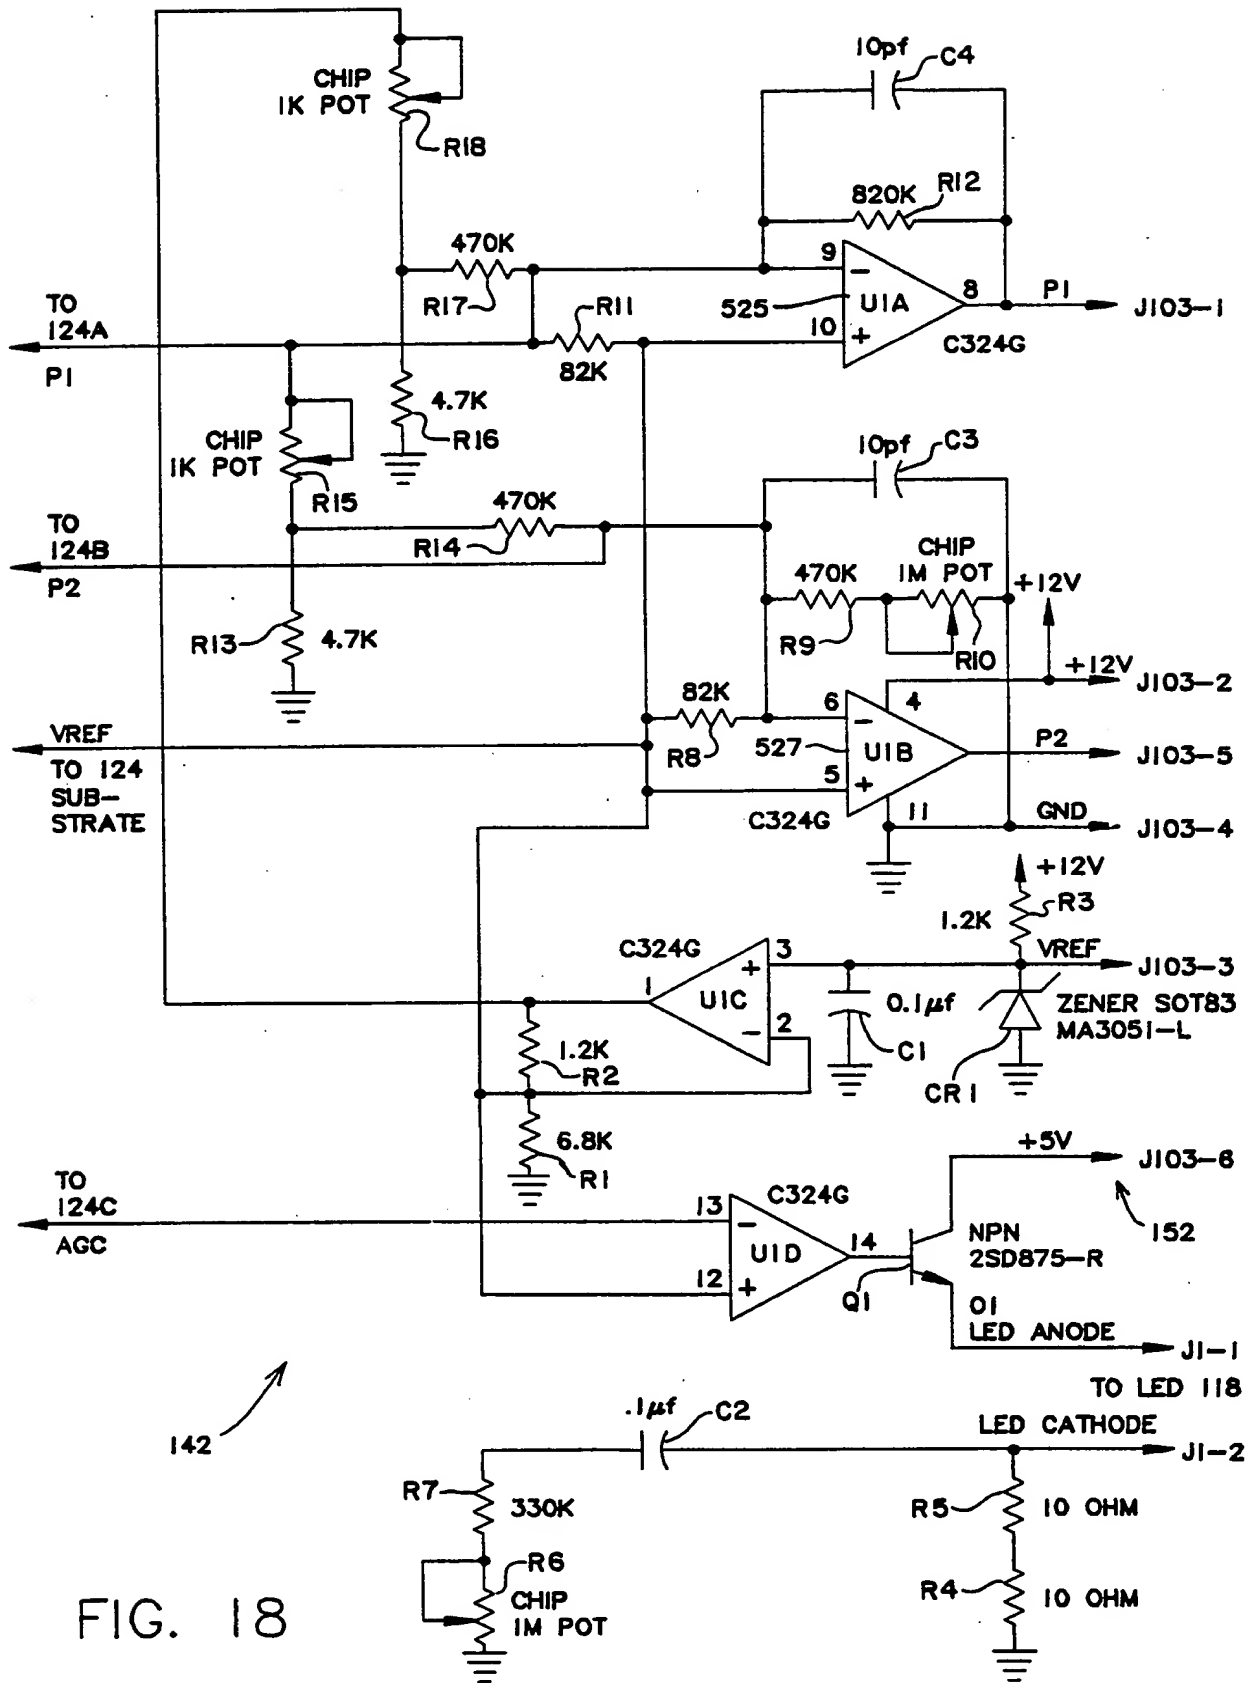 10pf
C4
CHIP
1K POT
R18
820K
R12
470K
R17
R11
9
-
525
U1A
8
P1
J103-1
10
+
C324G
TO
124A
P1
82K
4.7K
R16
CHIP
1K POT
R15
10pf
C3
TO
124B
P2
470K
R14
CHIP
1M POT
470K
+12V
R9
R10
R13
4.7K
+12V
J103-2
82K
R8
6
-
4
527
U1B
P2
J103-5
5
+
11
GND
J103-4
C324G
VREF
TO 124
SUB-
STRATE
+12V
R3
1.2K
C324G
3
+
VREF
J103-3
1
U1C
-
2
0.1µf
C1
ZENER SOT83
MA3051-L
CR1
1.2K
R2
6.8K
R1
+5V
J103-6
TO
124C
AGC
C324G
13
-
U1D
14
12
+
NPN
2SD875-R
152
Q1
01
LED ANODE
J1-1
TO LED 118
142
.1µf
C2
LED CATHODE
J1-2
R7
330K
R5
10 OHM
R6
CHIP
1M POT
R4
10 OHM
FIG. 18